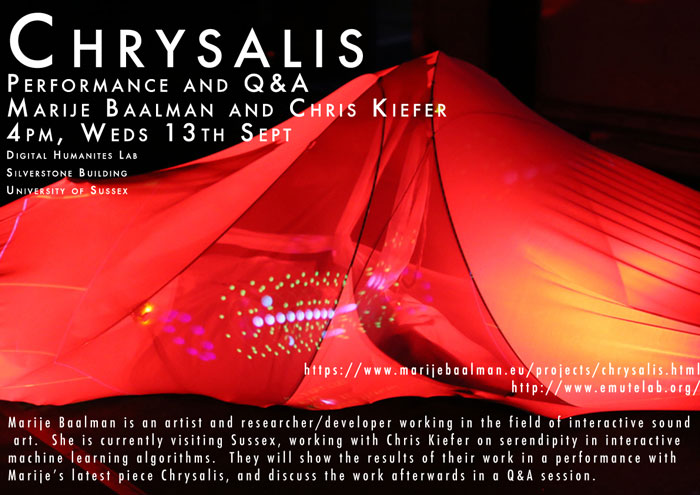 Chrysalis
Performance and Q&A
Marije Baalman and Chris Kiefer
4pm, Weds 13th Sept
Digital Humanites Lab
Silverstone Building
University of Sussex
https://www.marijebaalman.eu/projects/chrysalis.html
http://www.emutelab.org/
Marije Baalman is an artist and researcher/developer working in the field of interactive sound
art. She is currently visiting Sussex, working with Chris Kiefer on serendipity in interactive
machine learning algorithms. They will show the results of their work in a performance with
Marije's latest piece Chrysalis, and discuss the work afterwards in a Q&A session.